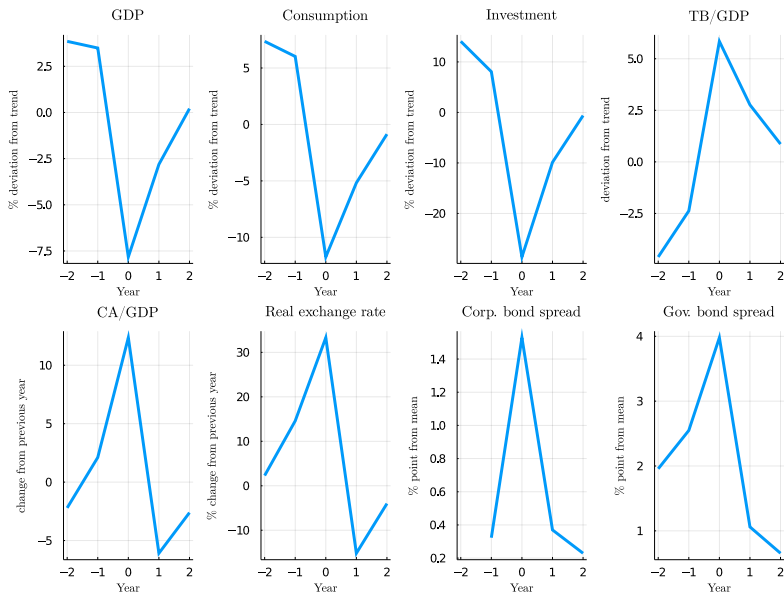 GDP
% deviation from trend
2.5
0.0
−2.5
−5.0
−7.5
−2 −1 0 1 2
Year
Consumption
% deviation from trend
5
0
−5
−10
−2 −1 0 1 2
Year
Investment
% deviation from trend
10
0
−10
−20
−2 −1 0 1 2
Year
TB/GDP
deviation from trend
5.0
2.5
0.0
−2.5
−2 −1 0 1 2
Year
CA/GDP
change from previous year
10
5
0
−5
−2 −1 0 1 2
Year
Real exchange rate
% change from previous year
30
20
10
0
−10
−2 −1 0 1 2
Year
Corp. bond spread
% point from mean
1.4
1.2
1.0
0.8
0.6
0.4
0.2
−2 −1 0 1 2
Year
Gov. bond spread
% point from mean
4
3
2
1
−2 −1 0 1 2
Year